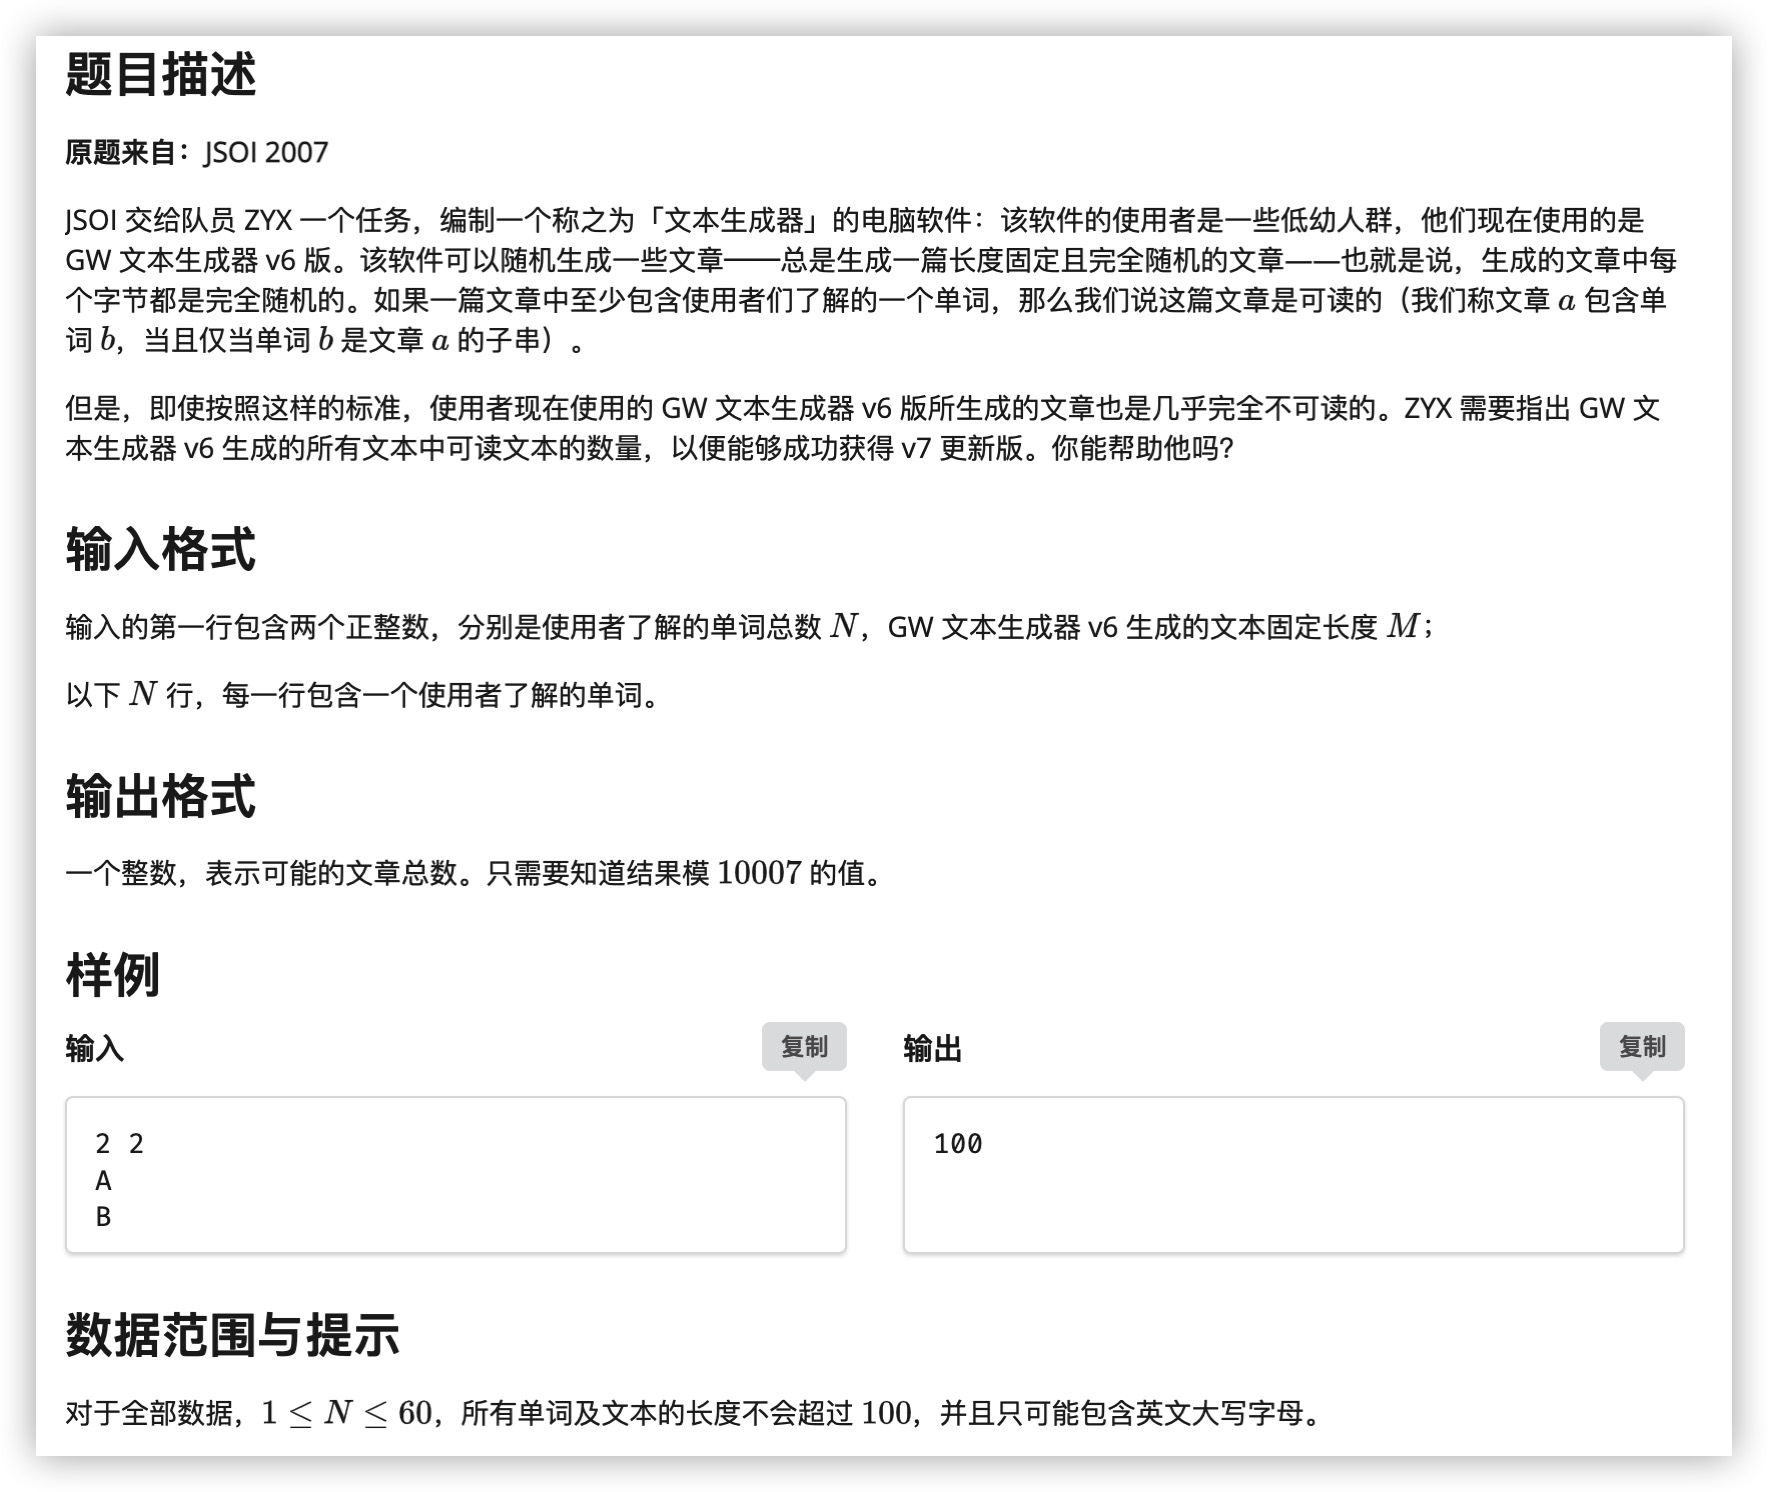 题目描述
原题来自：JSOI 2007
JSOI 交给队员 ZYX 一个任务，编制一个称之为「文本生成器」的电脑软件：该软件的使用者是一些低幼人群，他们现在使用的是
GW 文本生成器 v6 版。该软件可以随机生成一些文章——总是生成一篇长度固定且完全随机的文章——也就是说，生成的文章中每
个字节都是完全随机的。如果一篇文章中至少包含使用者们了解的一个单词，那么我们说这篇文章是可读的（我们称文章 a 包含单
词 b，当且仅当单词 b 是文章 a 的子串）。
但是，即使按照这样的标准，使用者现在使用的 GW 文本生成器 v6 版所生成的文章也是几乎完全不可读的。ZYX 需要指出 GW 文
本生成器 v6 生成的所有文本中可读文本的数量，以便能够成功获得 v7 更新版。你能帮助他吗?
输入格式
输入的第一行包含两个正整数，分别是使用者了解的单词总数 N，GW 文本生成器 v6 生成的文本固定长度 M；
以下 N 行，每一行包含一个使用者了解的单词。
输出格式
一个整数，表示可能的文章总数。只需要知道结果模 10007 的值。
样例
输入 复制 输出 复制
2 2 100
A
B
数据范围与提示
对于全部数据，1 ≤ N ≤ 60，所有单词及文本的长度不会超过 100，并且只可能包含英文大写字母。